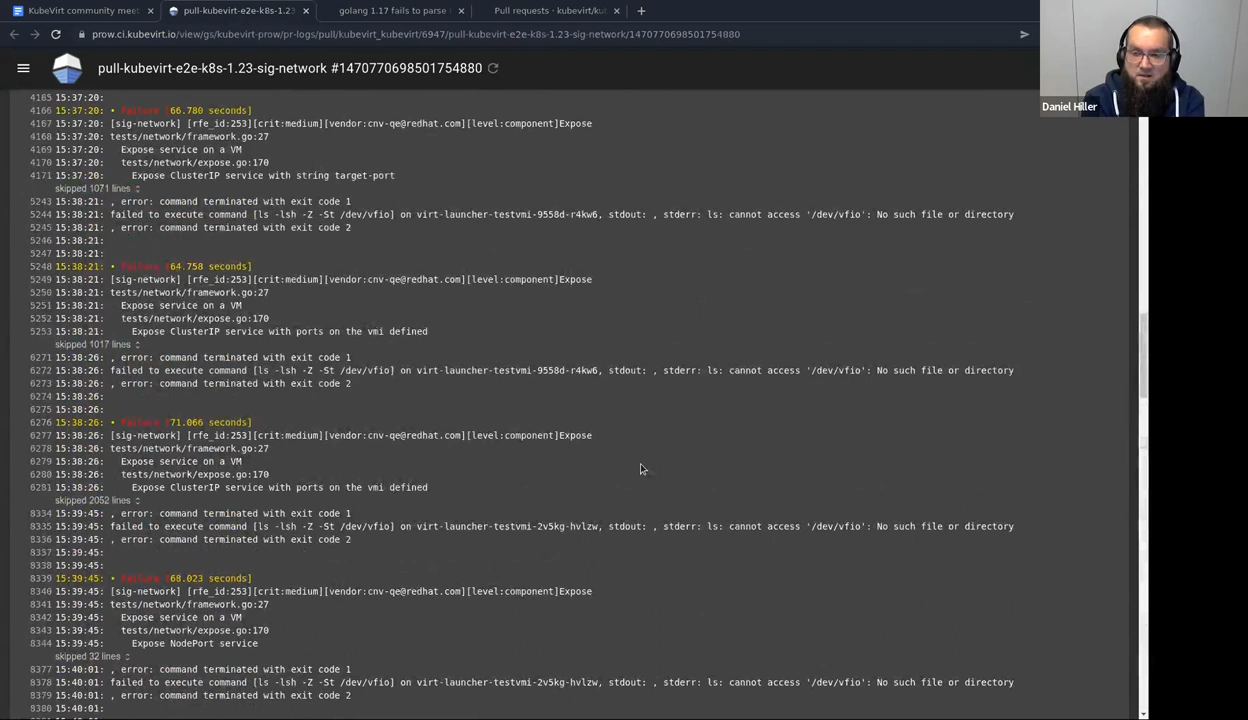 KubeVirt community meet
pull-kubevirt-e2e-k8s-1.23
golang 1.17 fails to parse
Pull requests · kubevirt/ku
prow.ci.kubevirt.io/view/gs/kubevirt-prow/pr-logs/pull/kubevirt_kubevirt/6947/pull-kubevirt-e2e-k8s-1.23-sig-network/1470770698501754880
pull-kubevirt-e2e-k8s-1.23-sig-network #1470770698501754880
Daniel Hiller
4165 15:37:20:
4166 15:37:20: • Failure [66.780 seconds]
4167 15:37:20: [sig-network] [rfe_id:253][crit:medium][vendor:cnv-qe@redhat.com][level:component]Expose
4168 15:37:20: tests/network/framework.go:27
4169 15:37:20: Expose service on a VM
4170 15:37:20: tests/network/expose.go:170
4171 15:37:20: Expose ClusterIP service with string target-port
skipped 1071 lines
5243 15:38:21: , error: command terminated with exit code 1
5244 15:38:21: failed to execute command [ls -lsh -Z -St /dev/vfio] on virt-launcher-testvmi-9558d-r4kw6, stdout: , stderr: ls: cannot access '/dev/vfio': No such file or directory
5245 15:38:21: , error: command terminated with exit code 2
5246 15:38:21:
5247 15:38:21:
5248 15:38:21: • Failure [64.758 seconds]
5249 15:38:21: [sig-network] [rfe_id:253][crit:medium][vendor:cnv-qe@redhat.com][level:component]Expose
5250 15:38:21: tests/network/framework.go:27
5251 15:38:21: Expose service on a VM
5252 15:38:21: tests/network/expose.go:170
5253 15:38:21: Expose ClusterIP service with ports on the vmi defined
skipped 1017 lines
6271 15:38:26: , error: command terminated with exit code 1
6272 15:38:26: failed to execute command [ls -lsh -Z -St /dev/vfio] on virt-launcher-testvmi-9558d-r4kw6, stdout: , stderr: ls: cannot access '/dev/vfio': No such file or directory
6273 15:38:26: , error: command terminated with exit code 2
6274 15:38:26:
6275 15:38:26:
6276 15:38:26: • Failure [71.066 seconds]
6277 15:38:26: [sig-network] [rfe_id:253][crit:medium][vendor:cnv-qe@redhat.com][level:component]Expose
6278 15:38:26: tests/network/framework.go:27
6279 15:38:26: Expose service on a VM
6280 15:38:26: tests/network/expose.go:170
6281 15:38:26: Expose ClusterIP service with ports on the vmi defined
skipped 2052 lines
8334 15:39:45: , error: command terminated with exit code 1
8335 15:39:45: failed to execute command [ls -lsh -Z -St /dev/vfio] on virt-launcher-testvmi-2v5kg-hvlzw, stdout: , stderr: ls: cannot access '/dev/vfio': No such file or directory
8336 15:39:45: , error: command terminated with exit code 2
8337 15:39:45:
8338 15:39:45:
8339 15:39:45: • Failure [68.023 seconds]
8340 15:39:45: [sig-network] [rfe_id:253][crit:medium][vendor:cnv-qe@redhat.com][level:component]Expose
8341 15:39:45: tests/network/framework.go:27
8342 15:39:45: Expose service on a VM
8343 15:39:45: tests/network/expose.go:170
8344 15:39:45: Expose NodePort service
skipped 32 lines
8377 15:40:01: , error: command terminated with exit code 1
8378 15:40:01: failed to execute command [ls -lsh -Z -St /dev/vfio] on virt-launcher-testvmi-2v5kg-hvlzw, stdout: , stderr: ls: cannot access '/dev/vfio': No such file or directory
8379 15:40:01: , error: command terminated with exit code 2
8380 15:40:01: